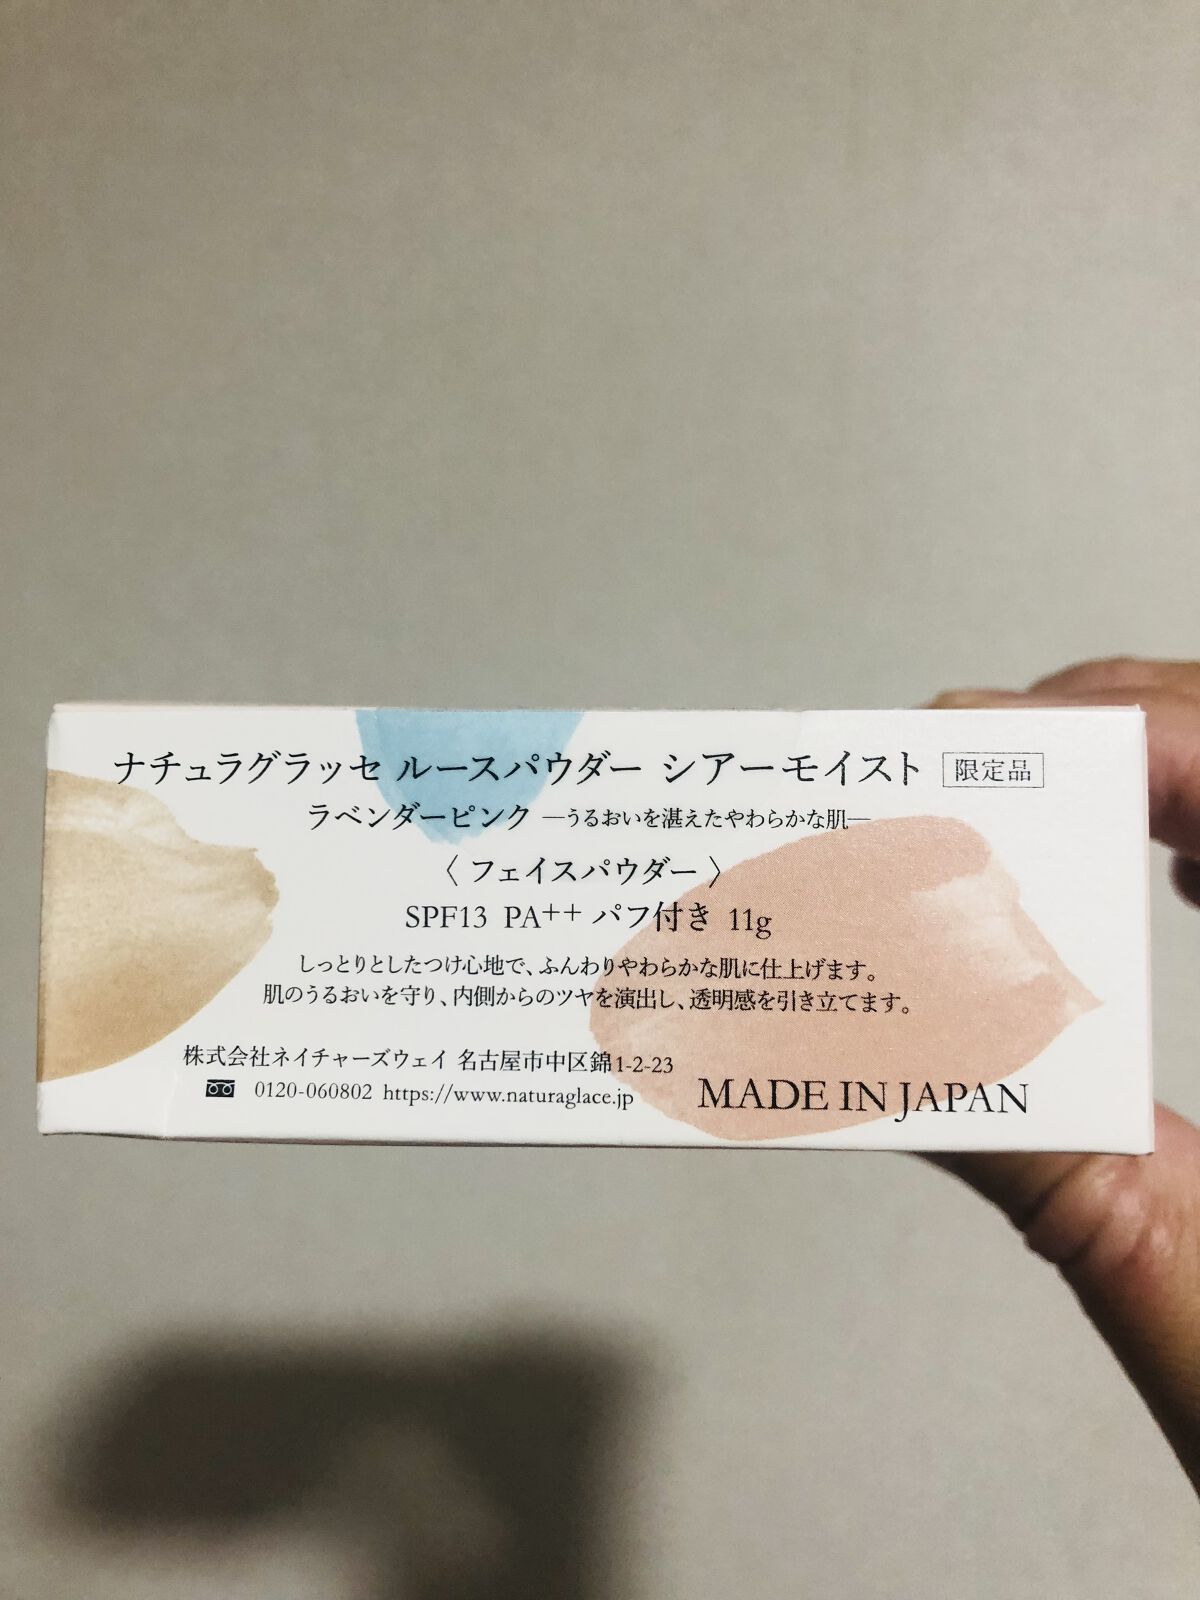 ナチュラグラッセ ルースパウダー シアーモイスト 限定品
ラベンダーピンク ―うるおいを湛えたやわらかな肌―
〈 フェイスパウダー 〉
SPF13 PA++ パフ付き 11g
しっとりとしたつけ心地で、ふんわりやわらかな肌に仕上げます。
肌のうるおいを守り、内側からのツヤを演出し、透明感を引き立てます。
株式会社ネイチャーズウェイ 名古屋市中区錦1-2-23
0120-060802 https://www.naturaglace.jp
MADE IN JAPAN